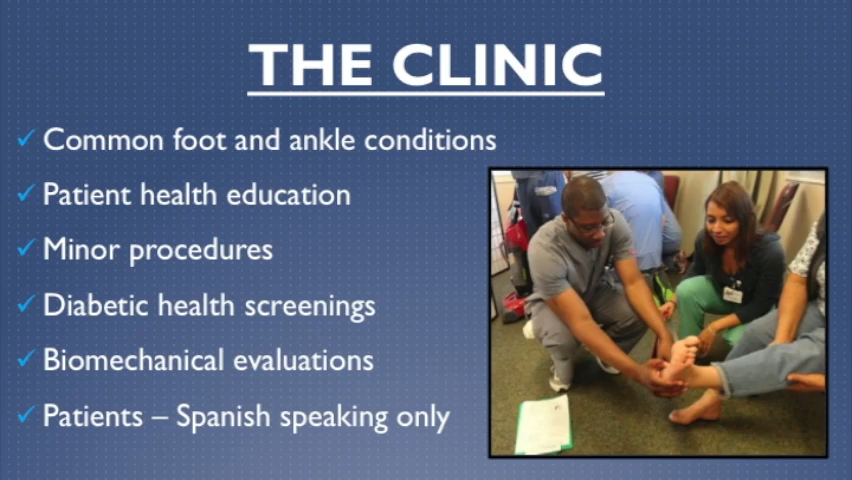 THE CLINIC
✓ Common foot and ankle conditions
✓ Patient health education
✓ Minor procedures
✓ Diabetic health screenings
✓ Biomechanical evaluations
✓ Patients – Spanish speaking only